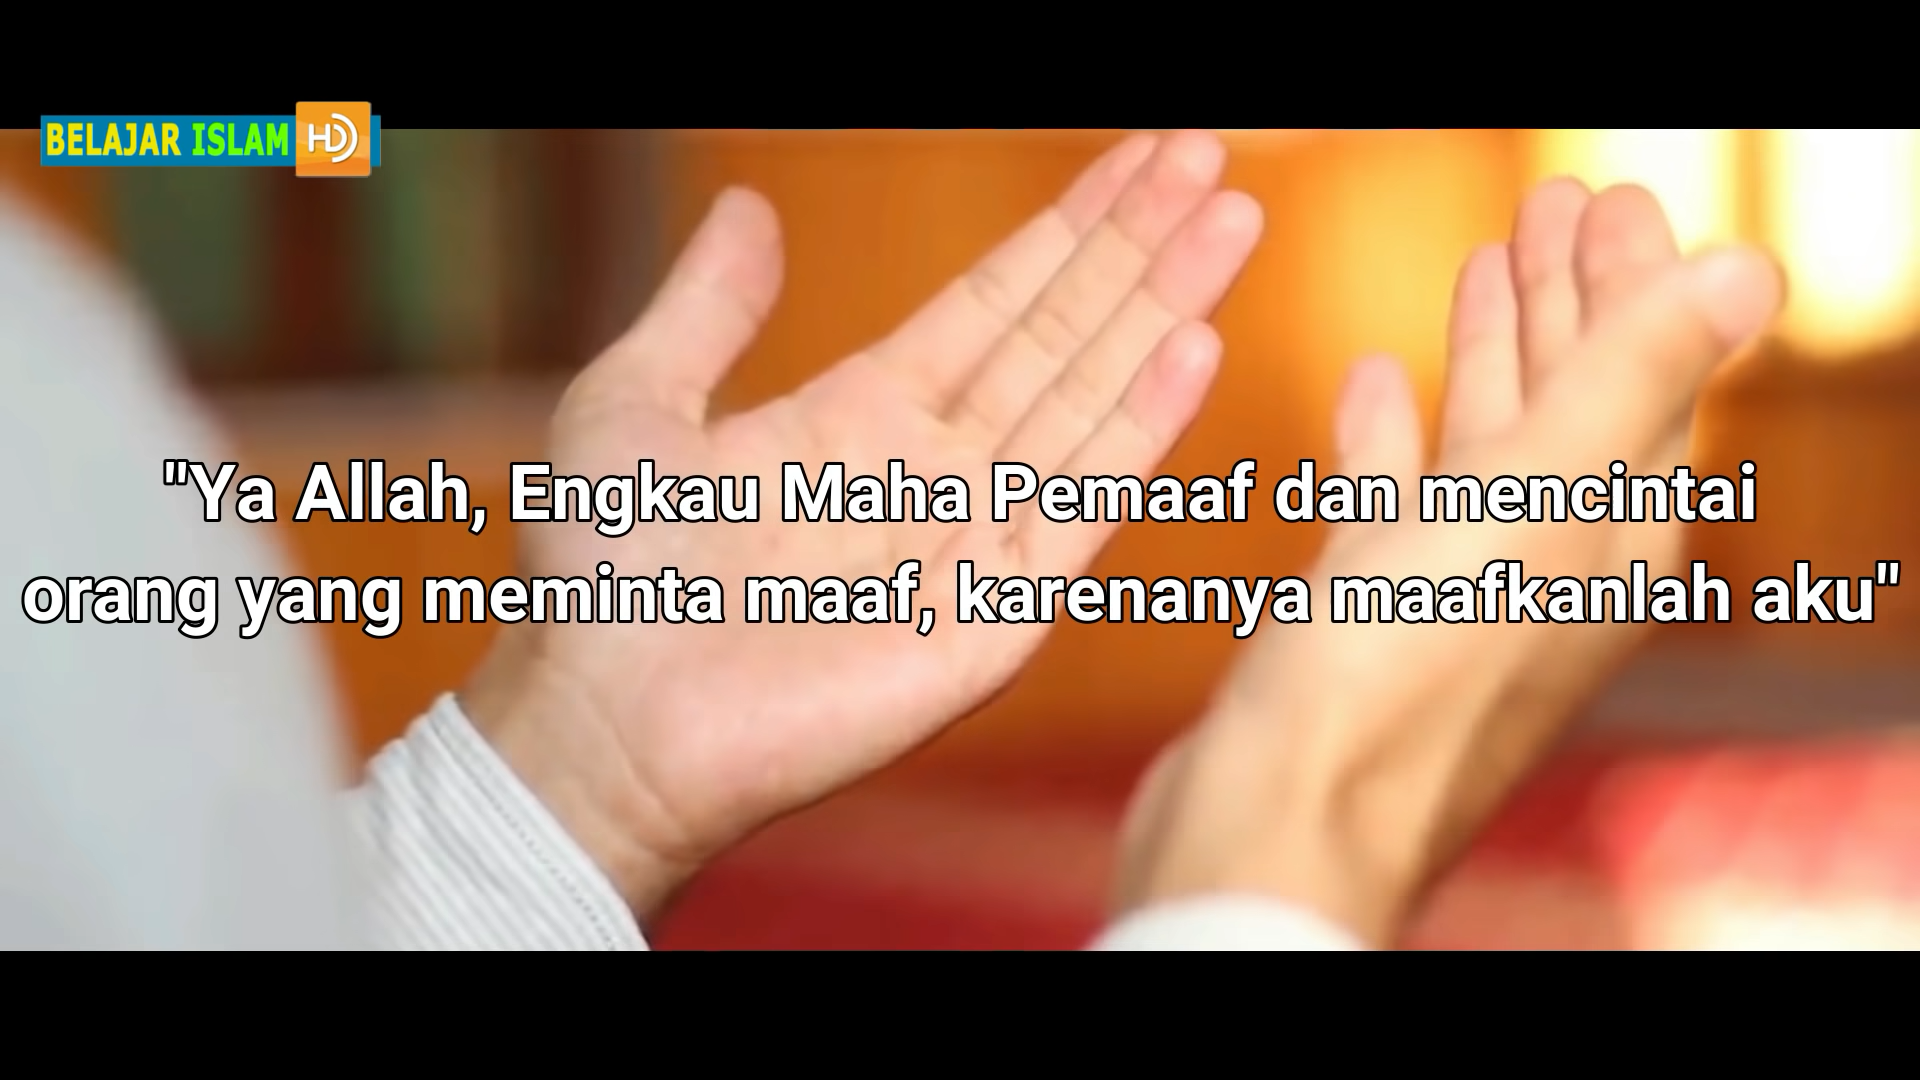 BELAJAR ISLAM HD
"Ya Allah, Engkau Maha Pemaaf dan mencintai
orang yang meminta maaf, karenanya maafkanlah aku"